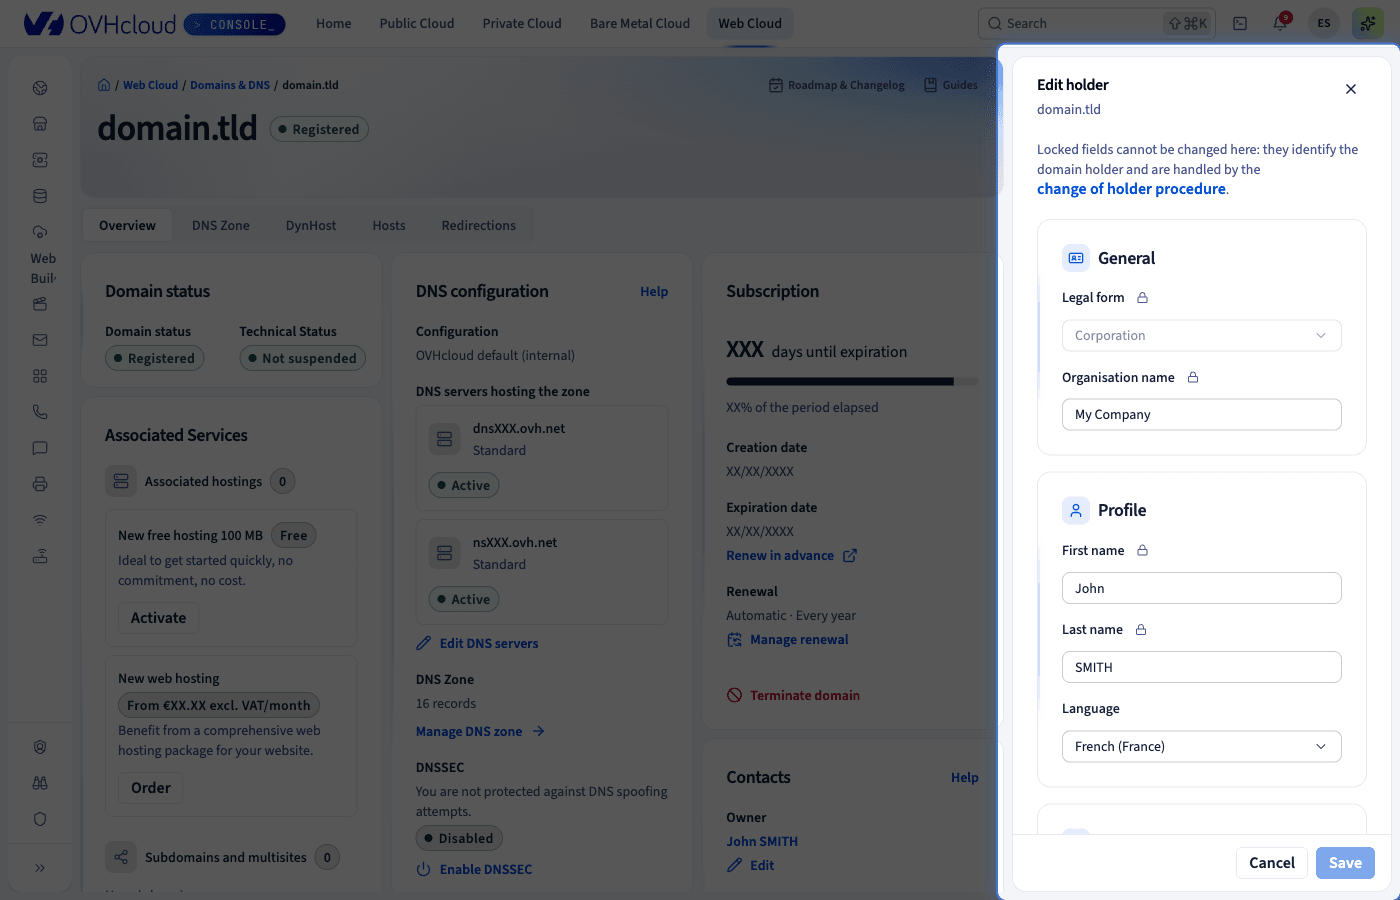 OVHcloud
> CONSOLE_
Home
Public Cloud
Private Cloud
Bare Metal Cloud
Web Cloud
Search
⇧⌘K
9
ES
/ Web Cloud / Domains & DNS / domain.tld
Roadmap & Changelog
Guides
domain.tld
Registered
Web
Buil
Overview
DNS Zone
DynHost
Hosts
Redirections
Domain status
Domain status
Technical Status
Registered
Not suspended
Associated Services
Associated hostings
0
New free hosting 100 MB
Free
Ideal to get started quickly, no
commitment, no cost.
Activate
New web hosting
From €XX.XX excl. VAT/month
Benefit from a comprehensive web
hosting package for your website.
Order
Subdomains and multisites
0
DNS configuration
Help
Configuration
OVHcloud default (internal)
DNS servers hosting the zone
dnsXXX.ovh.net
Standard
Active
nsXXX.ovh.net
Standard
Active
Edit DNS servers
DNS Zone
16 records
Manage DNS zone
DNSSEC
You are not protected against DNS spoofing
attempts.
Disabled
Enable DNSSEC
Subscription
XXX days until expiration
XX% of the period elapsed
Creation date
XX/XX/XXXX
Expiration date
XX/XX/XXXX
Renew in advance
Renewal
Automatic · Every year
Manage renewal
Terminate domain
Contacts
Help
Owner
John SMITH
Edit
Edit holder
domain.tld
Locked fields cannot be changed here: they identify the
domain holder and are handled by the
change of holder procedure.
General
Legal form
Corporation
Organisation name
My Company
Profile
First name
John
Last name
SMITH
Language
French (France)
Cancel
Save